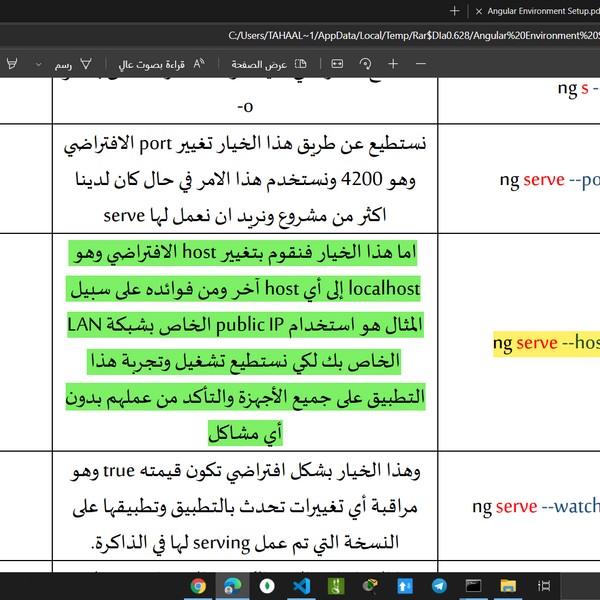 Angular Environment Setup.pd
C:/Users/TAHAAL~1/AppData/Local/Temp/Rar$DIa0.628/Angular%20Environment%20S
رسم
قراءة بصوت عالٍ
عرض الصفحة
-o
ng s -
نستطيع عن طريق هذا الخيار تغيير port الافتراضي
وهو 4200 ونستخدم هذا الامر في حال كان لدينا
اكثر من مشروع ونريد ان نعمل لها serve
ng serve --po
اما هذا الخيار فنقوم بتغيير host الافتراضي وهو
localhost إلى أي host آخر ومن فوائده على سبيل
المثال هو استخدام public IP الخاص بشبكة LAN
الخاص بك لكي نستطيع تشغيل وتجربة هذا
التطبيق على جميع الأجهزة والتأكد من عملهم بدون
أي مشاكل
ng serve --hos
وهذا الخيار بشكل افتراضي تكون قيمته true وهو
مراقبة أي تغييرات تحدث بالتطبيق وتطبيقها على
النسخة التي تم عمل serving لها في الذاكرة.
ng serve --watch